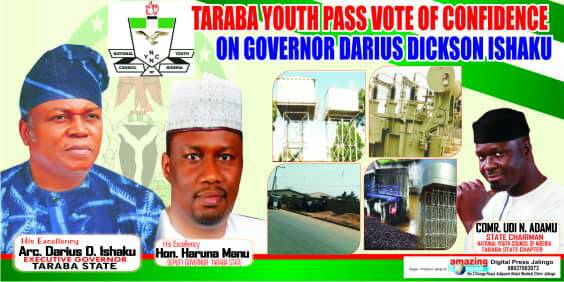 TARABA YOUTH PASS VOTE OF CONFIDENCE
ON GOVERNOR DARIUS DICKSON ISHAKU
NATIONAL YOUTH
COUNCIL OF NIGERIA
His Excellency
Arc. Darius D. Ishaku
EXECUTIVE GOVERNOR
TARABA STATE
His Excellency
Hon. Haruna Manu
DEPUTY GOVERNOR TARABA STATE
COMR. UDI N. ADAMU
STATE CHAIRMAN
NATIONAL YOUTH COUNCIL OF NIGERIA
TARABA STATE CHAPTER
amazing Digital Press Jalingo